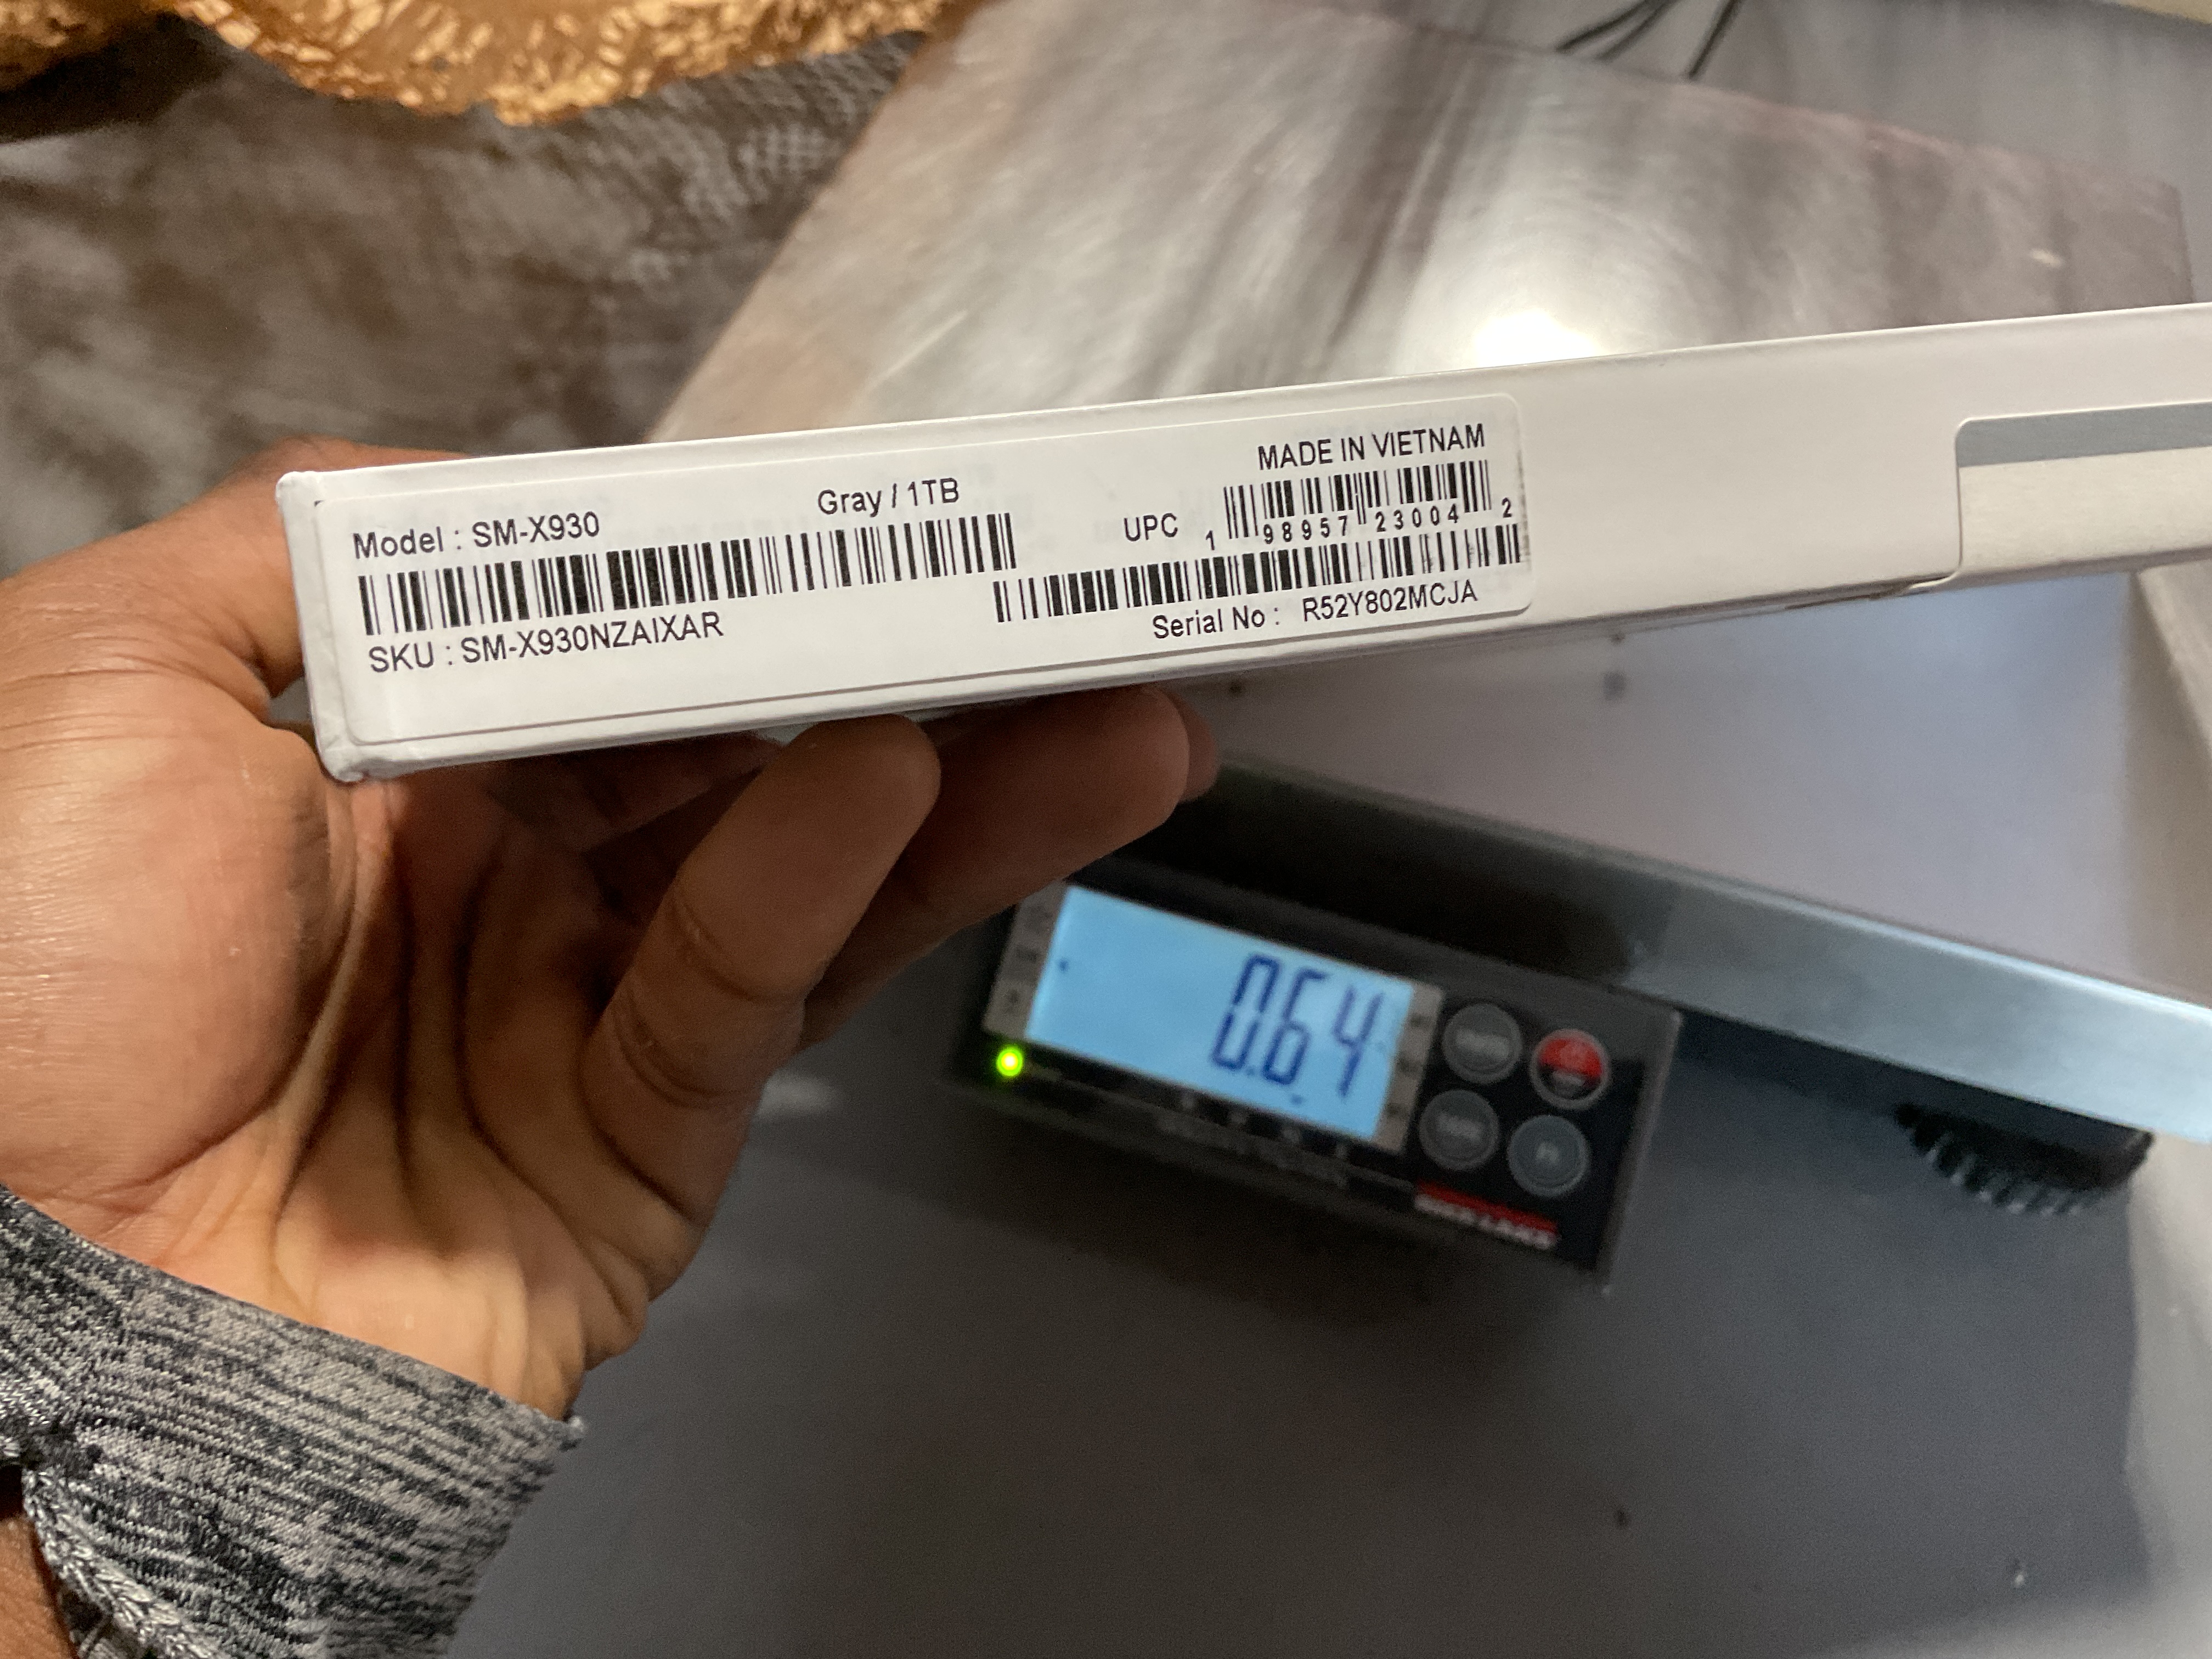 Model : SM-X930
Gray / 1TB
SKU : SM-X930NZAIXAR
MADE IN VIETNAM
UPC
1 98957 23004 2
Serial No : R52Y802MCJA
0.64